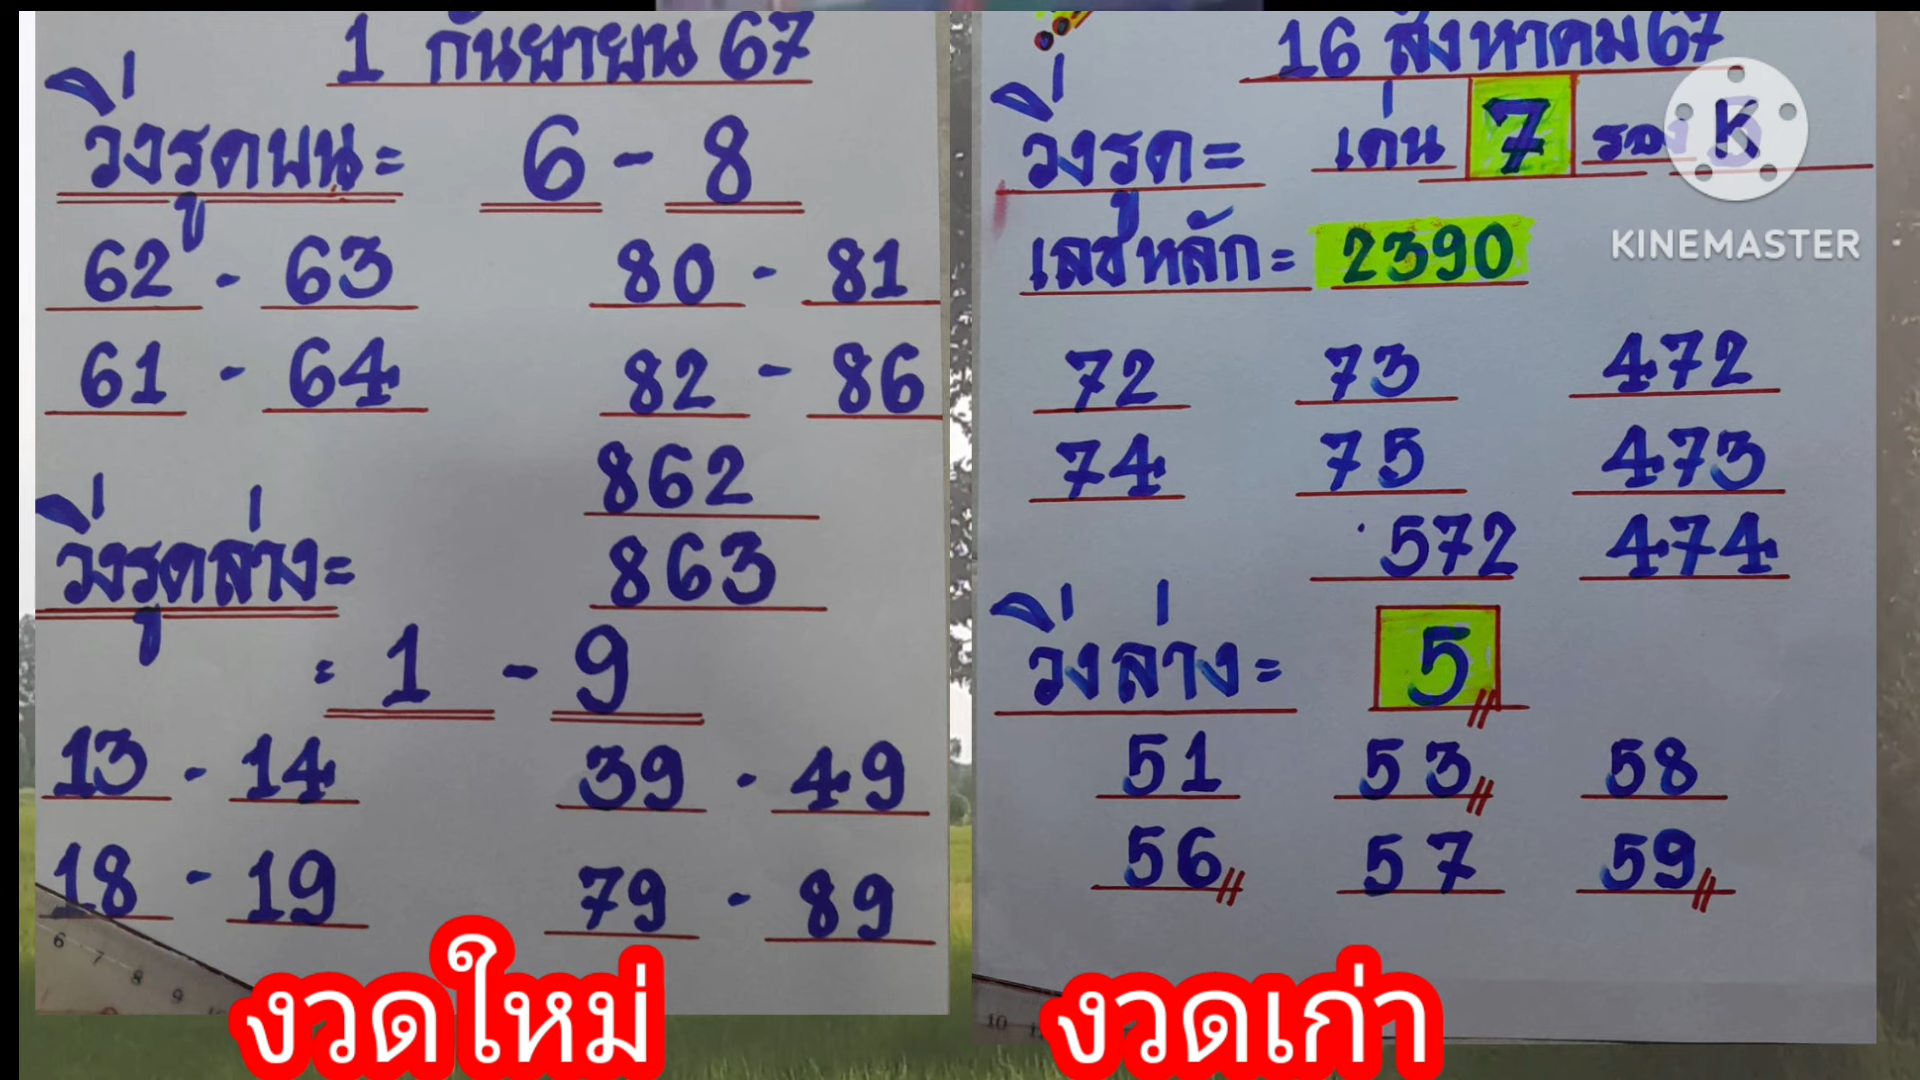 1 กันยายน 67
วิ่งรูดบน= 6 - 8
62 - 63 80 - 81
61 - 64 82 - 86
862
863
วิ่งรูดล่าง=
= 1 - 9
13 - 14 39 - 49
18 - 19 79 - 89
6 7 8 9
งวดใหม่
16 สิงหาคม 67
วิ่งรูด= เด่น 7 รอง
K
KINEMASTER
เลขหลัก= 2390
72 73 472
74 75 473
572 474
วิ่งล่าง= 5
51 53 58
56 57 59
10
งวดเก่า